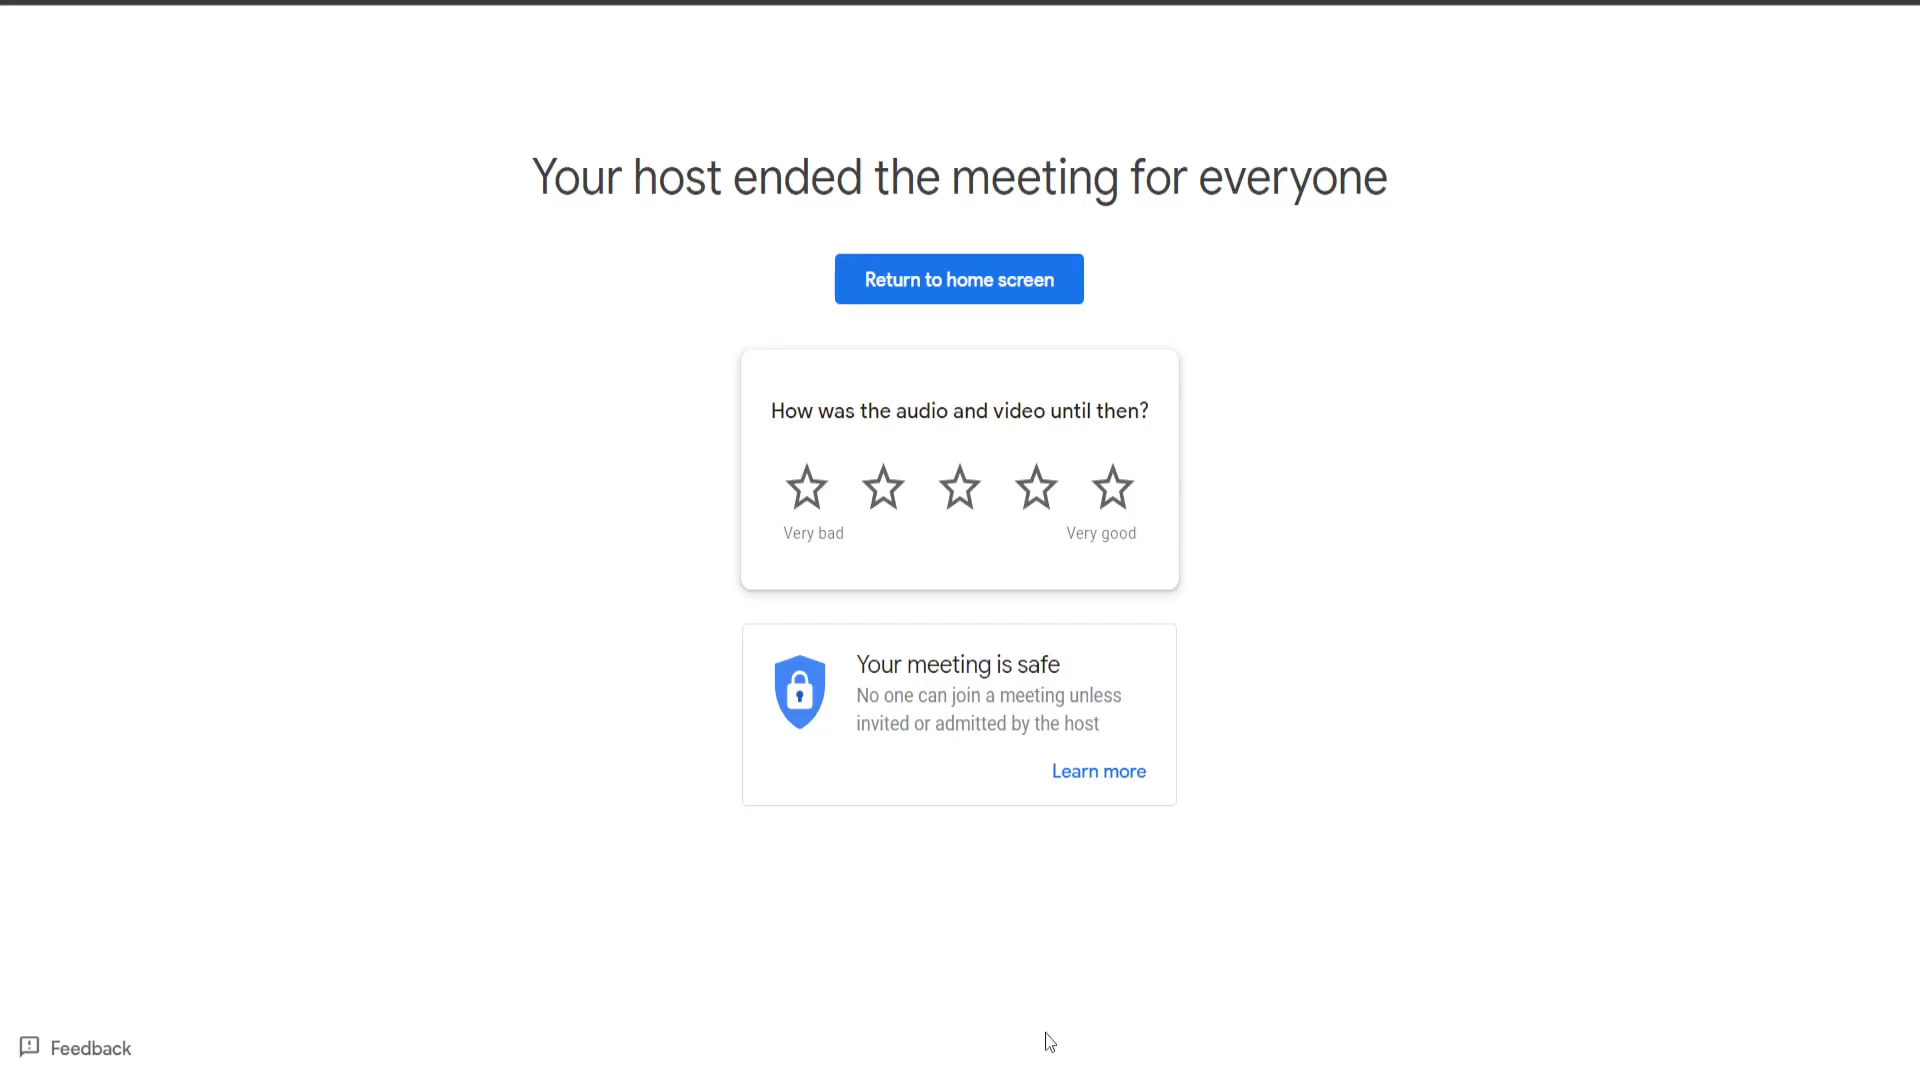 Your host ended the meeting for everyone
Return to home screen
How was the audio and video until then?
Very bad
Very good
Your meeting is safe
No one can join a meeting unless
invited or admitted by the host
Learn more
Feedback